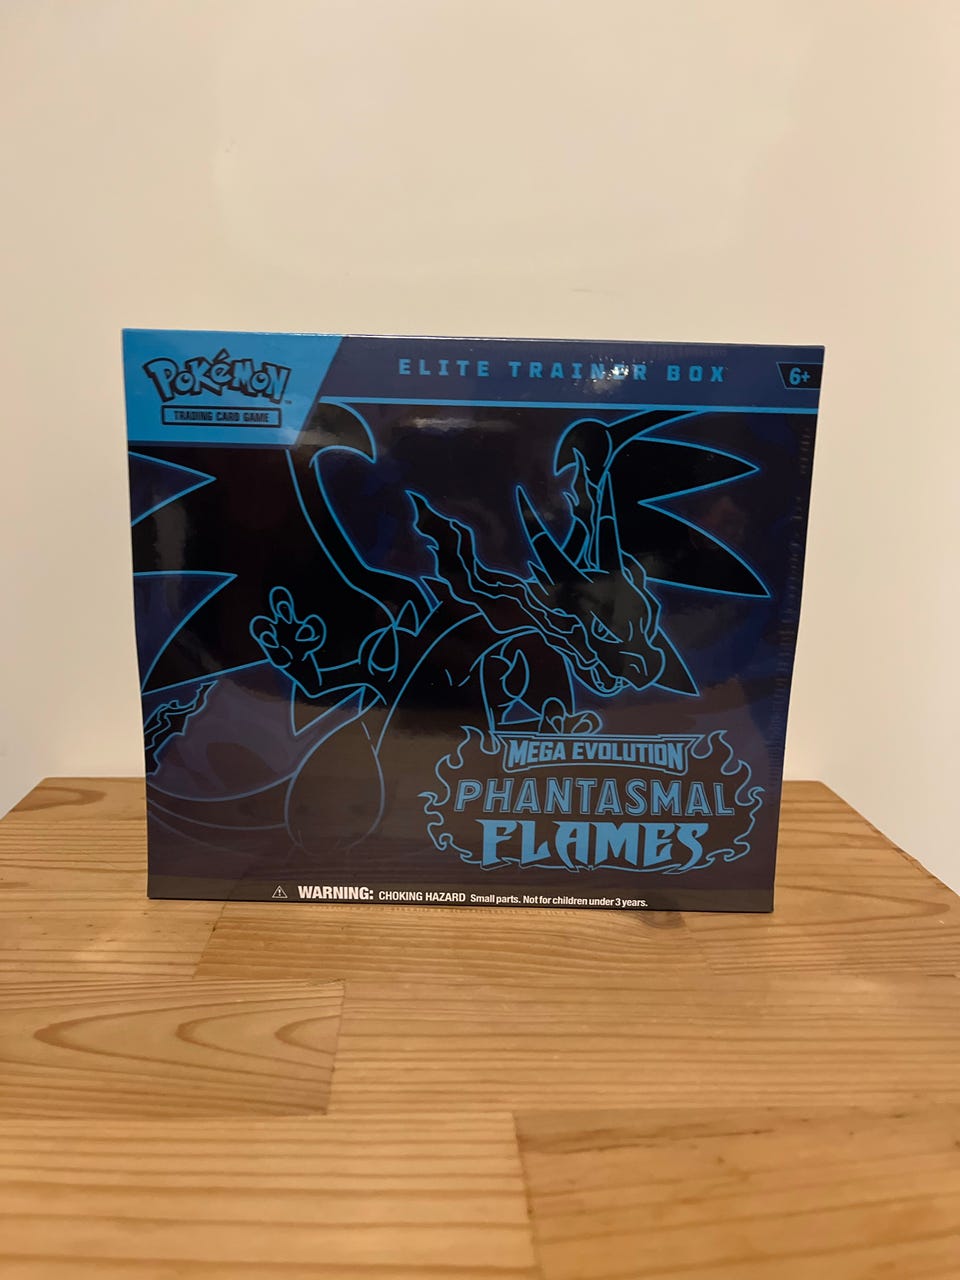 POKéMON
TRADING CARD GAME
ELITE TRAINER BOX
6+
MEGA EVOLUTION
PHANTASMAL
FLAMES
WARNING: CHOKING HAZARD Small parts. Not for children under 3 years.